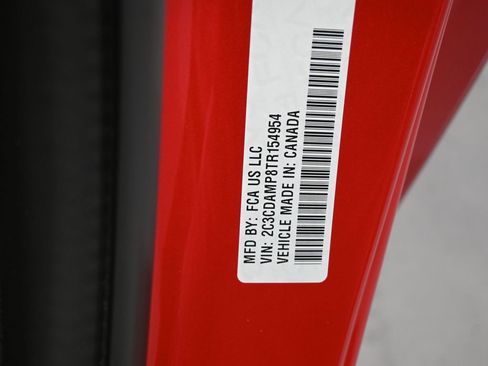 MFD BY: FCA US LLC
VIN: 2C3CDAMP8TR154954
VEHICLE MADE IN: CANADA